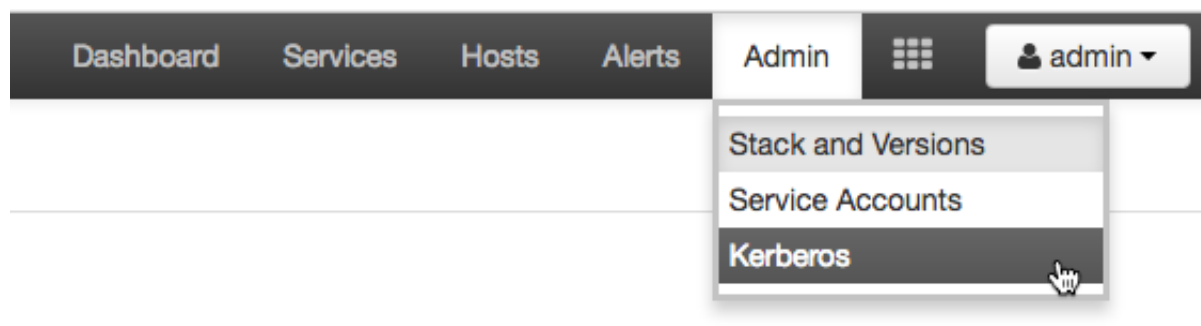 Dashboard Services Hosts Alerts Admin admin
Stack and Versions
Service Accounts
Kerberos